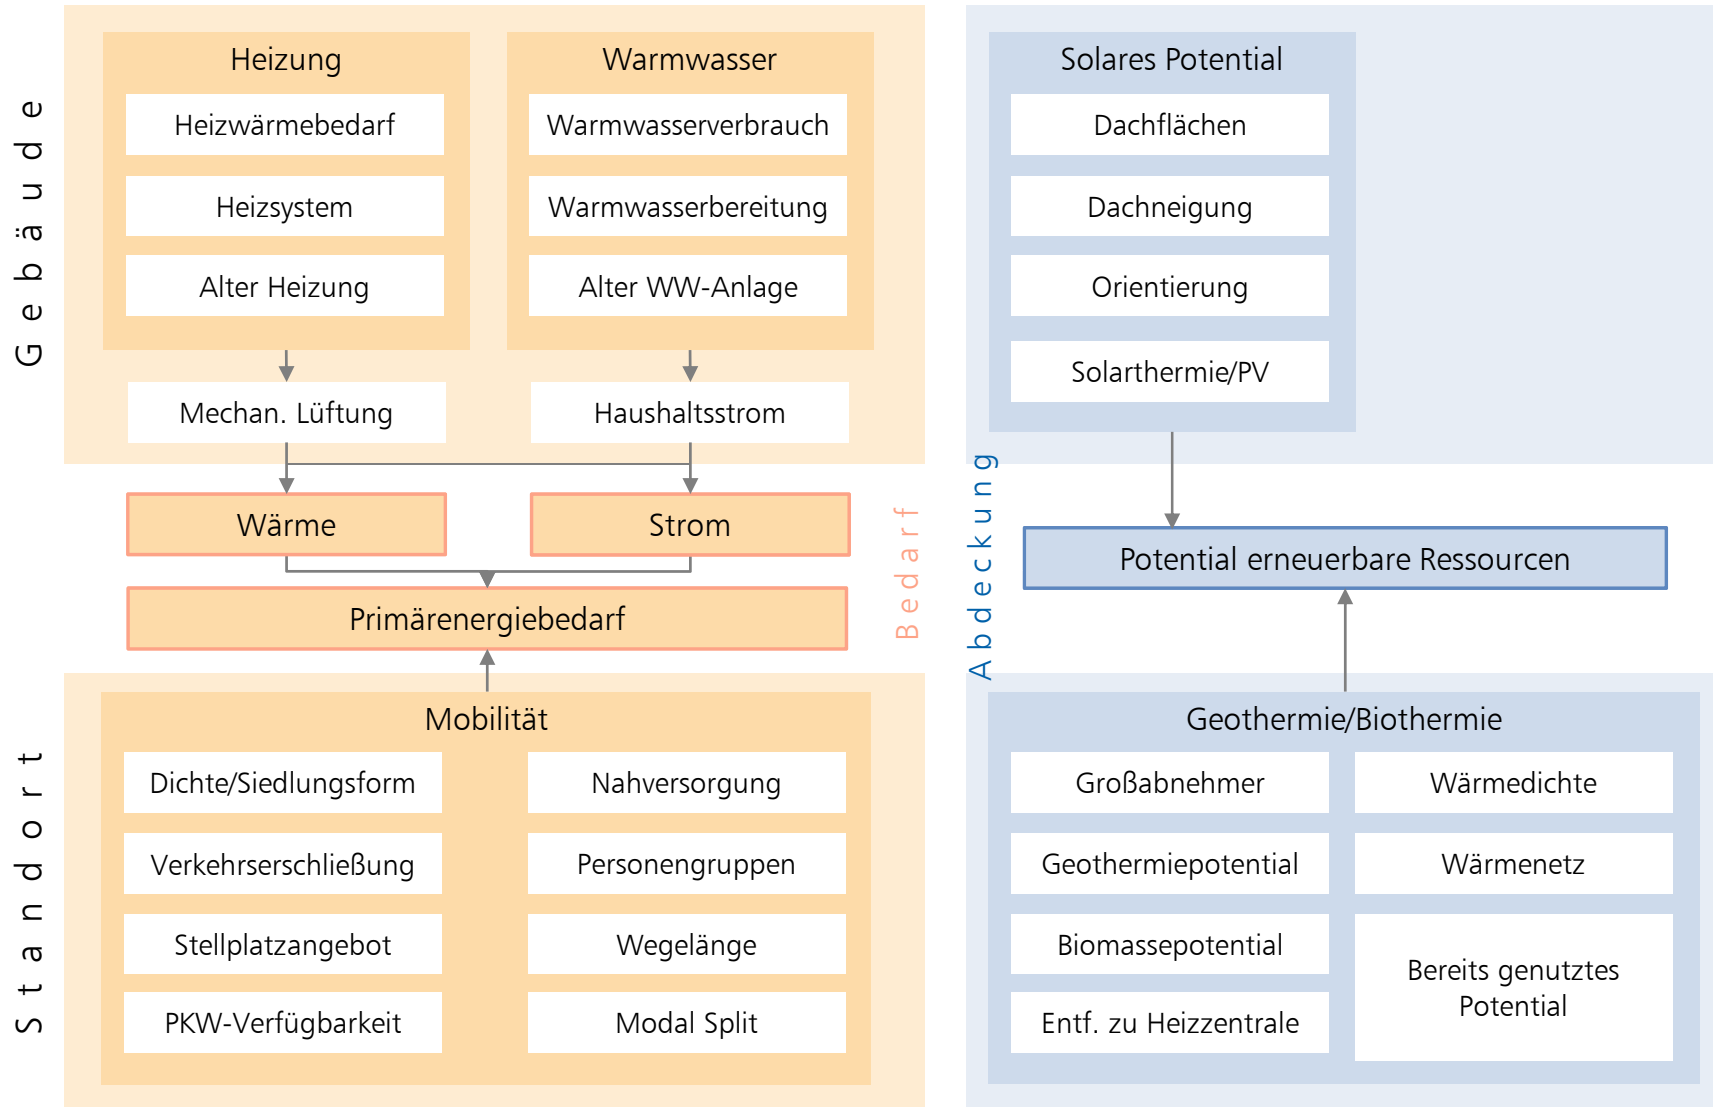 Gebäude
Heizung
Heizwärmebedarf
Heizsystem
Alter Heizung
Mechan. Lüftung
Warmwasser
Warmwasserverbrauch
Warmwasserbereitung
Alter WW-Anlage
Haushaltsstrom
Wärme
Strom
Primärenergiebedarf
Bedarf
Standort
Mobilität
Dichte/Siedlungsform
Verkehrserschließung
Stellplatzangebot
PKW-Verfügbarkeit
Nahversorgung
Personengruppen
Wegelänge
Modal Split
Abdeckung
Solares Potential
Dachflächen
Dachneigung
Orientierung
Solarthermie/PV
Potential erneuerbare Ressourcen
Geothermie/Biothermie
Großabnehmer
Geothermiepotential
Biomassepotential
Entf. zu Heizzentrale
Wärmedichte
Wärmenetz
Bereits genutztes
Potential